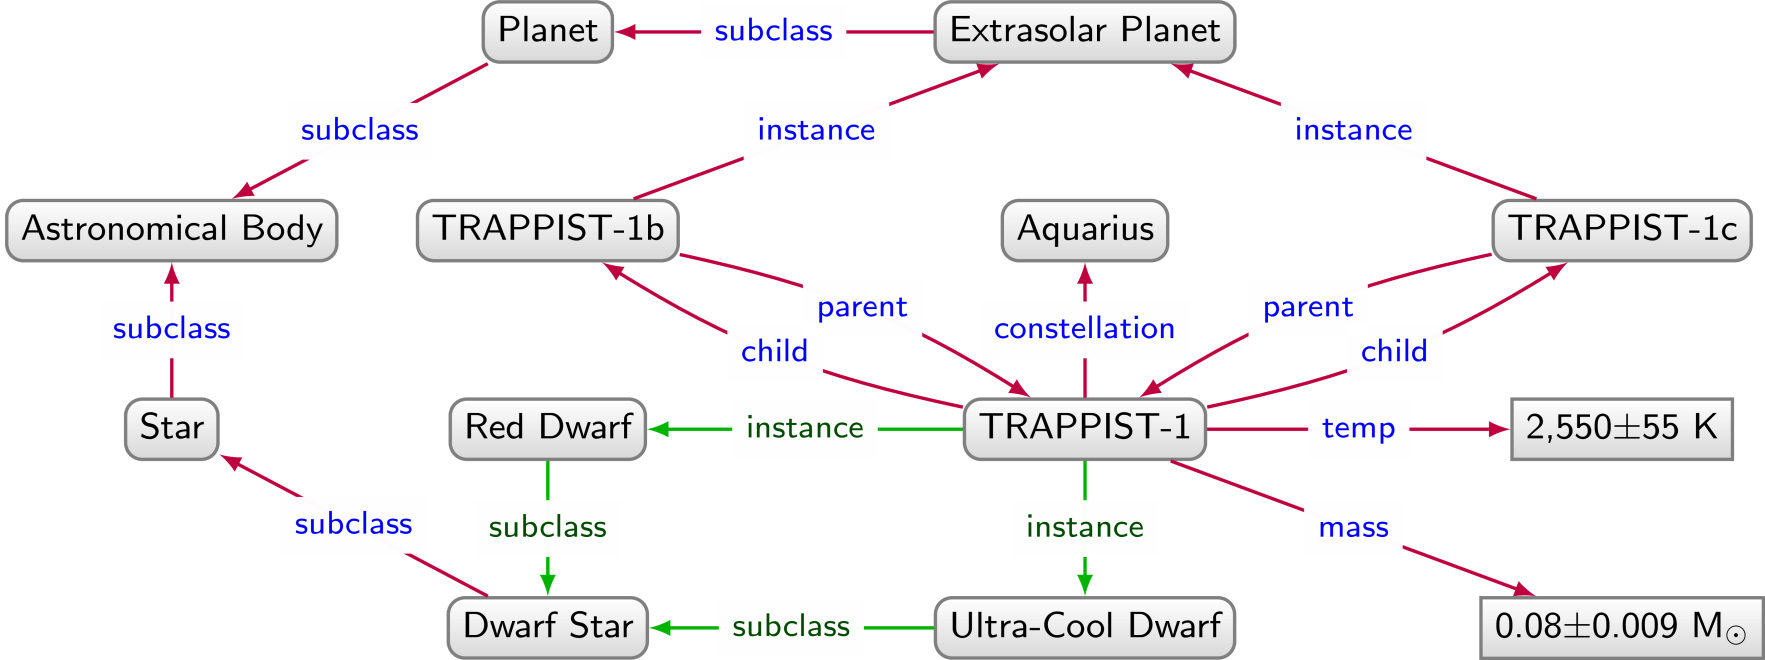 Planet
subclass
Extrasolar Planet
subclass
instance
instance
Astronomical Body
TRAPPIST-1b
Aquarius
TRAPPIST-1c
subclass
parent
child
constellation
parent
child
Star
Red Dwarf
instance
TRAPPIST-1
temp
2,550±55 K
subclass
subclass
instance
mass
Dwarf Star
subclass
Ultra-Cool Dwarf
0.08±0.009 M☉